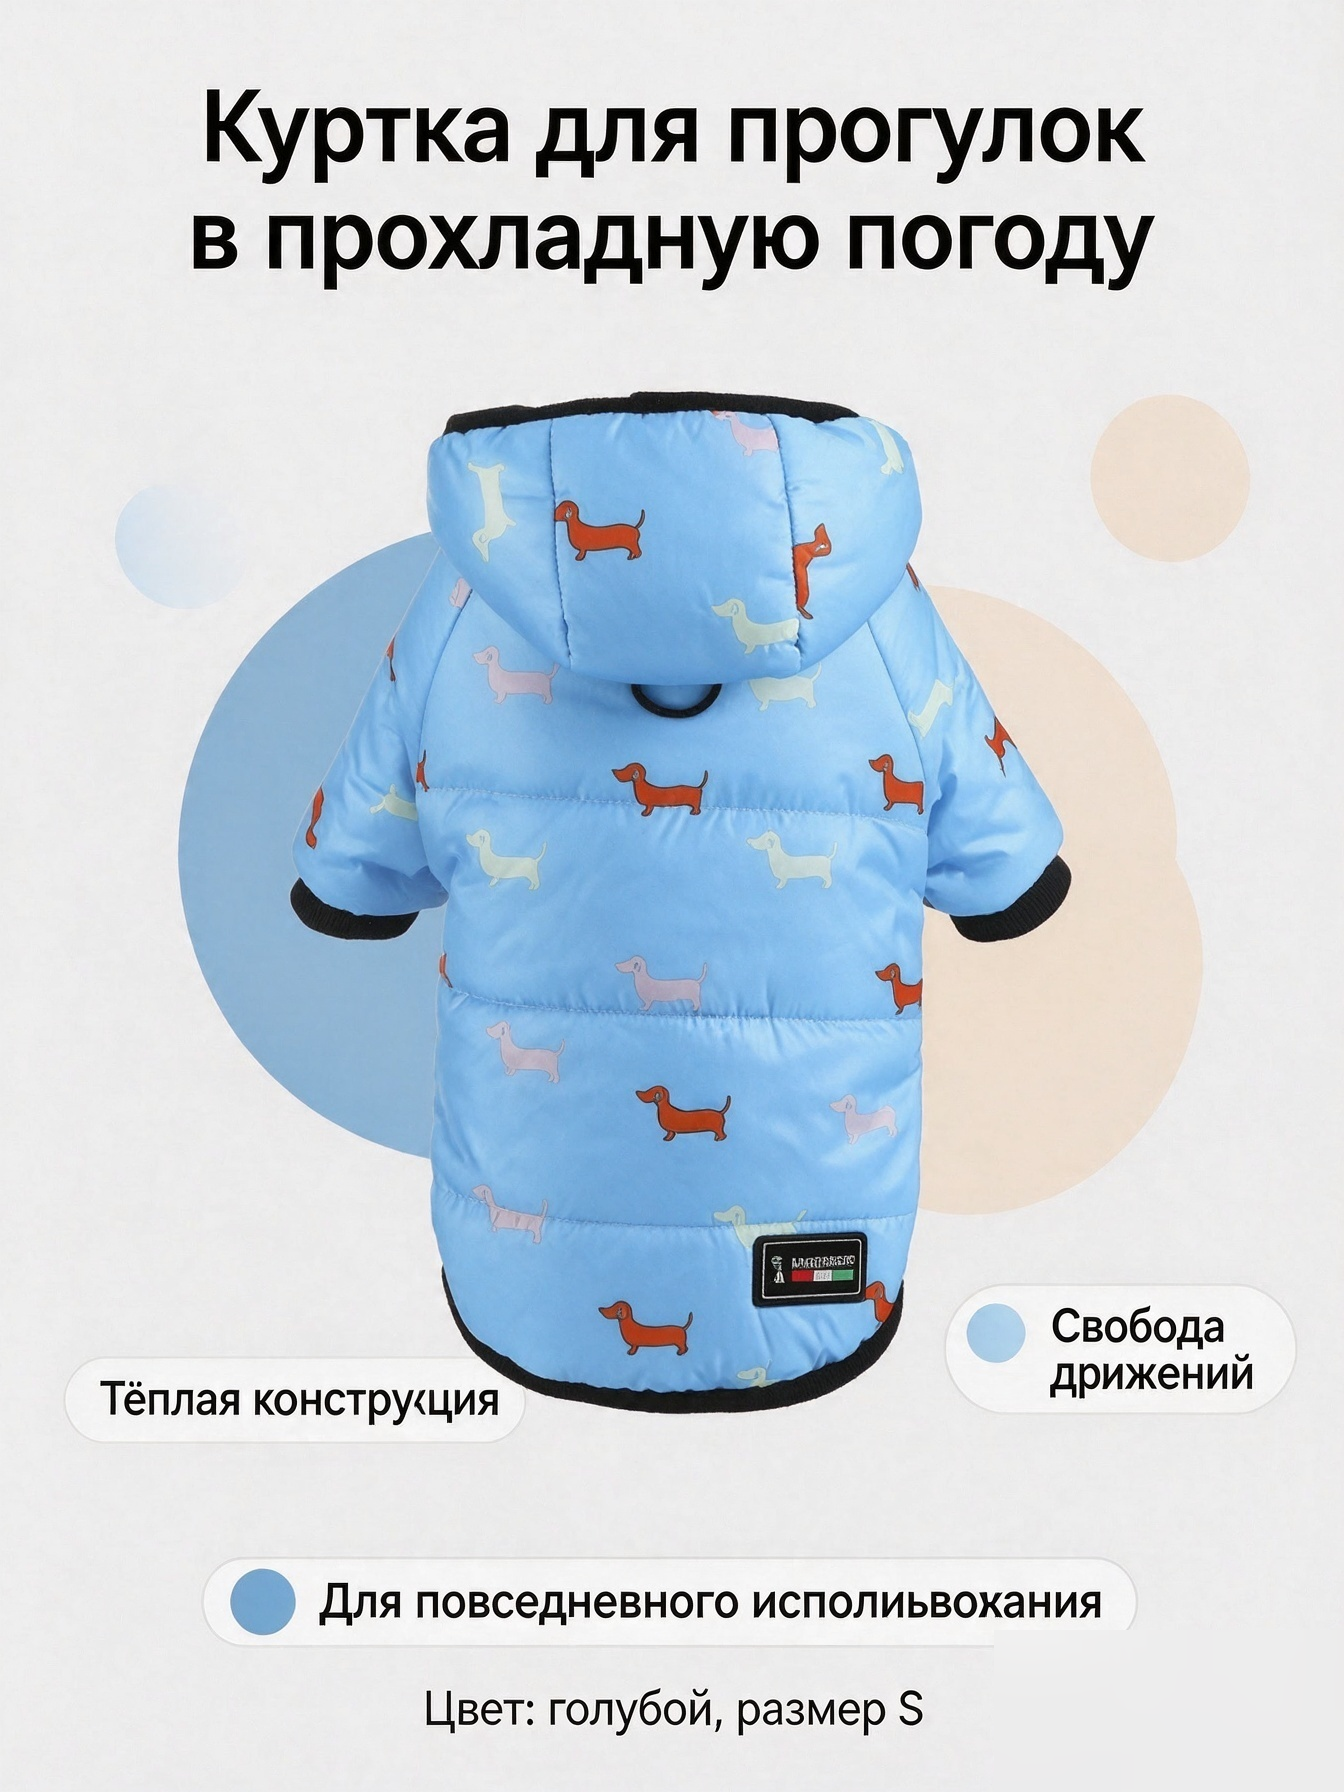 Куртка для прогулок
в прохладную погоду
Свобода
дрижений
Тёплая конструкция
Для повседневного исполиьвохания
Цвет: голубой, размер S